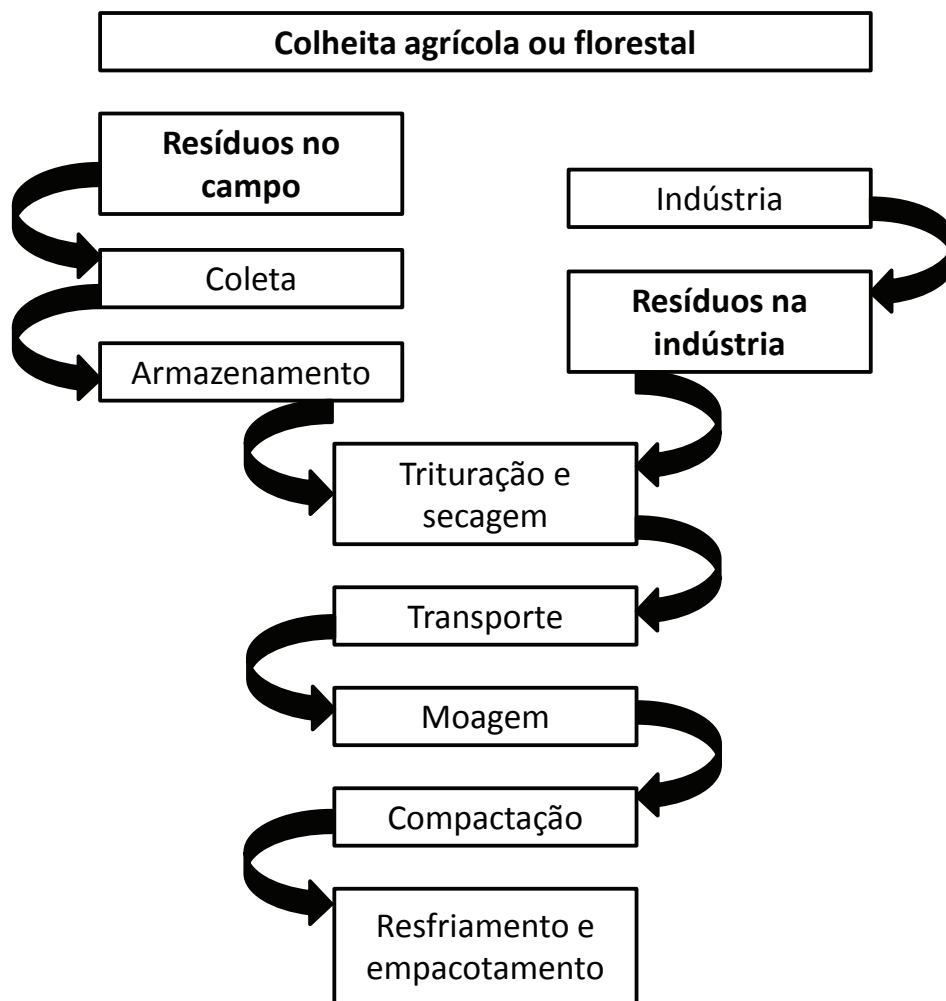 Colheita agrícola ou florestal
Resíduos no
campo
Indústria
Coleta
Resíduos na
indústria
Armazenamento
Trituração e
secagem
Transporte
Moagem
Compactação
Resfriamento e
empacotamento